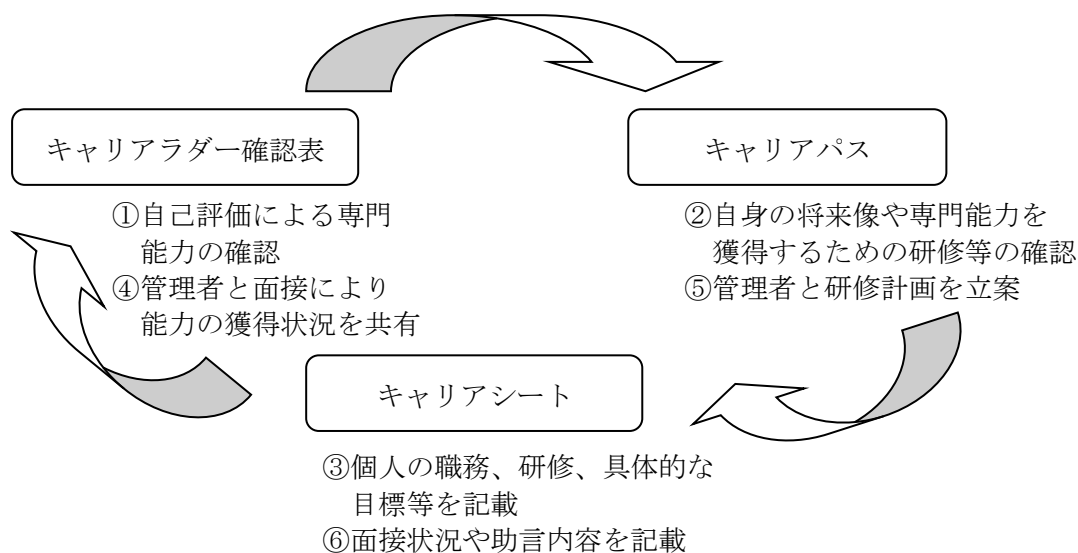 キャリアラダー確認表
①自己評価による専門
能力の確認
④管理者と面接により
能力の獲得状況を共有
キャリアパス
②自身の将来像や専門能力を
獲得するための研修等の確認
⑤管理者と研修計画を立案
キャリアシート
③個人の職務、研修、具体的な
目標等を記載
⑥面接状況や助言内容を記載